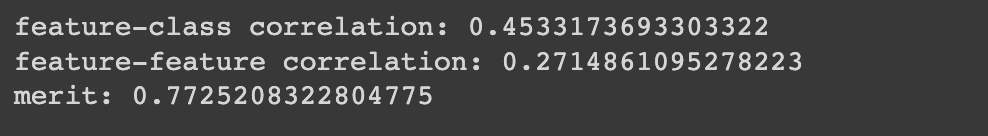 feature-class correlation: 0.4533173693303322
feature-feature correlation: 0.2714861095278223
merit: 0.7725208322804775